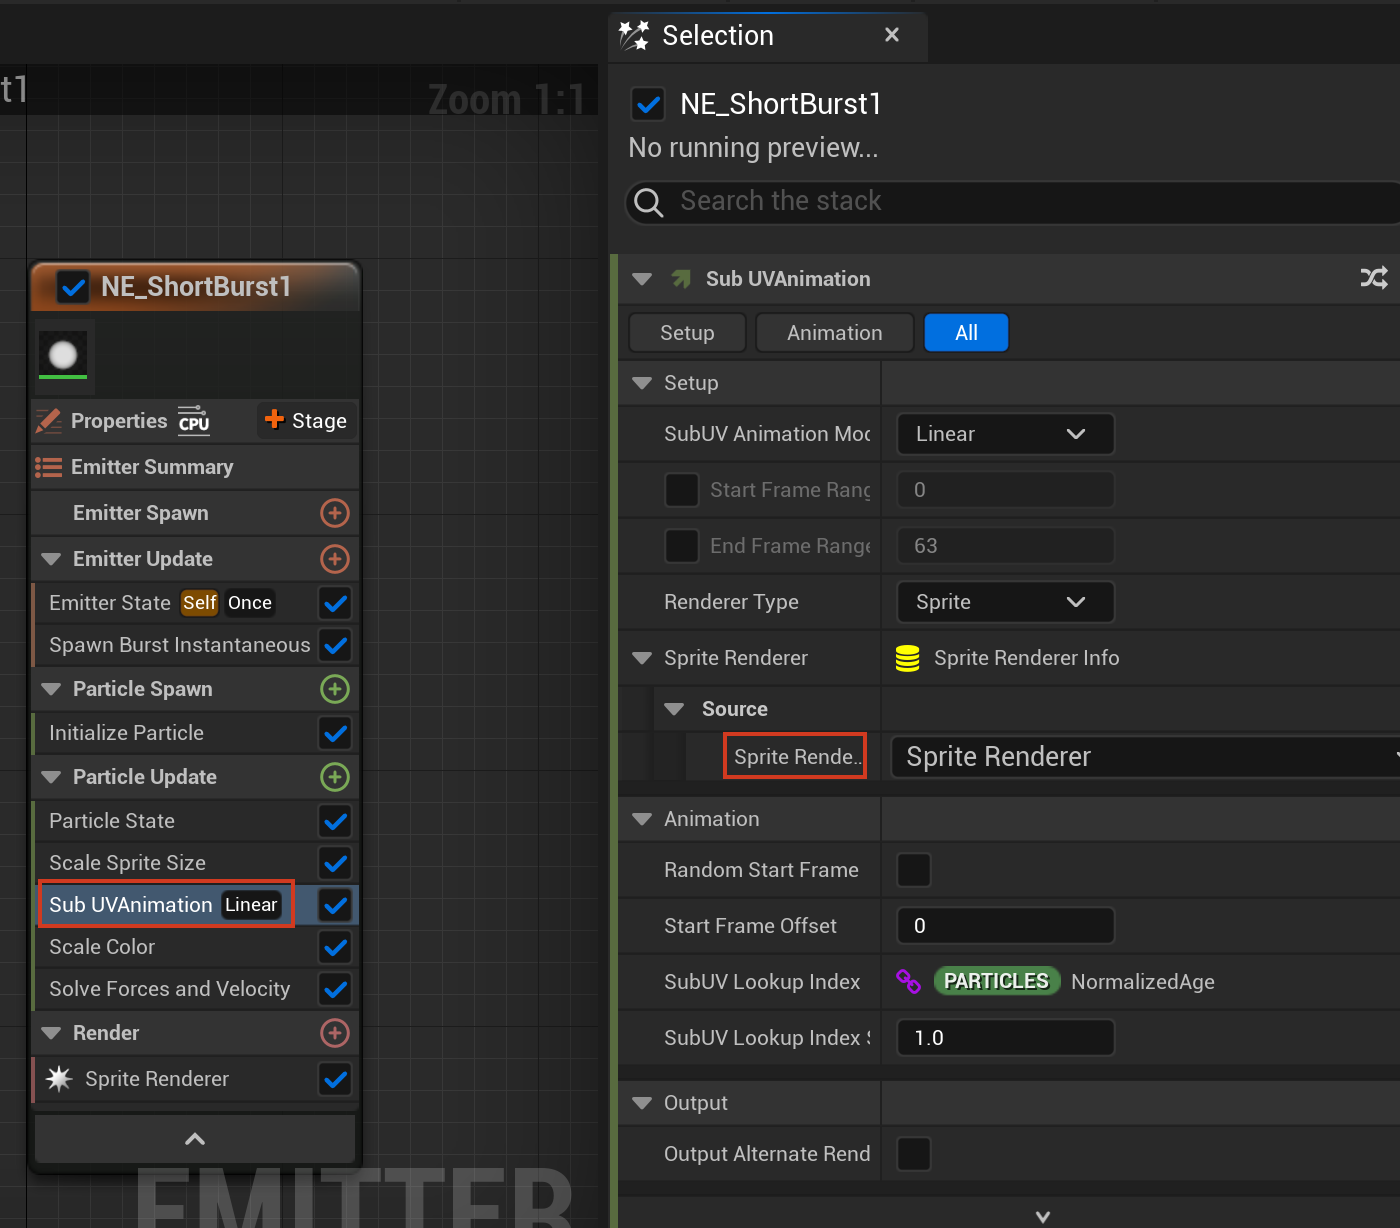 t1
Zoom 1:1
NE_ShortBurst1
Properties CPU + Stage
Emitter Summary
Emitter Spawn
Emitter Update
Emitter State Self Once
Spawn Burst Instantaneous
Particle Spawn
Initialize Particle
Particle Update
Particle State
Scale Sprite Size
Sub UVAnimation Linear
Scale Color
Solve Forces and Velocity
Render
Sprite Renderer
EMITTER
Selection
NE_ShortBurst1
No running preview...
Search the stack
Sub UVAnimation
Setup Animation All
Setup
SubUV Animation Mod Linear
Start Frame Rang 0
End Frame Range 63
Renderer Type Sprite
Sprite Renderer Sprite Renderer Info
Source
Sprite Rende.. Sprite Renderer
Animation
Random Start Frame
Start Frame Offset 0
SubUV Lookup Index PARTICLES NormalizedAge
SubUV Lookup Index S 1.0
Output
Output Alternate Rend